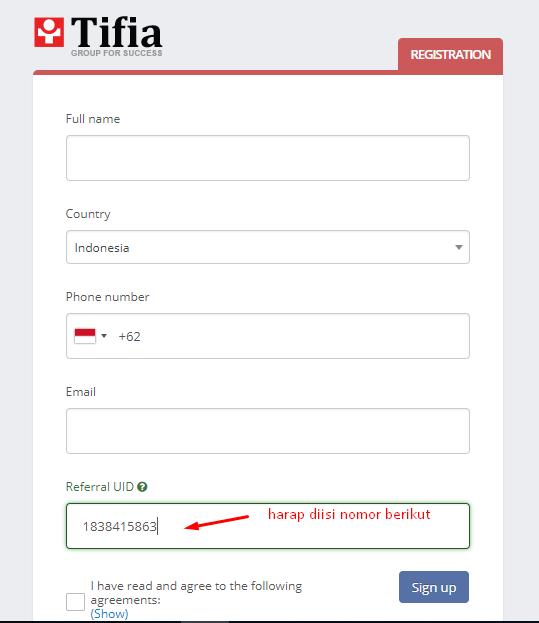 Tifia
GROUP FOR SUCCESS
REGISTRATION
Full name
Country
Indonesia
Phone number
+62
Email
Referral UID ?
1838415863
harap diisi nomor berikut
I have read and agree to the following
agreements:
(Show)
Sign up